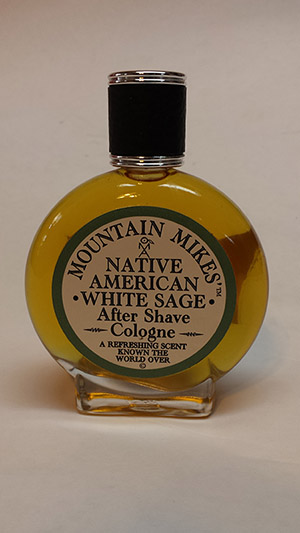 MOUNTAIN MIKES'™
NATIVE
AMERICAN
• WHITE SAGE •
After Shave
Cologne
A REFRESHING SCENT
KNOWN THE
WORLD OVER
©